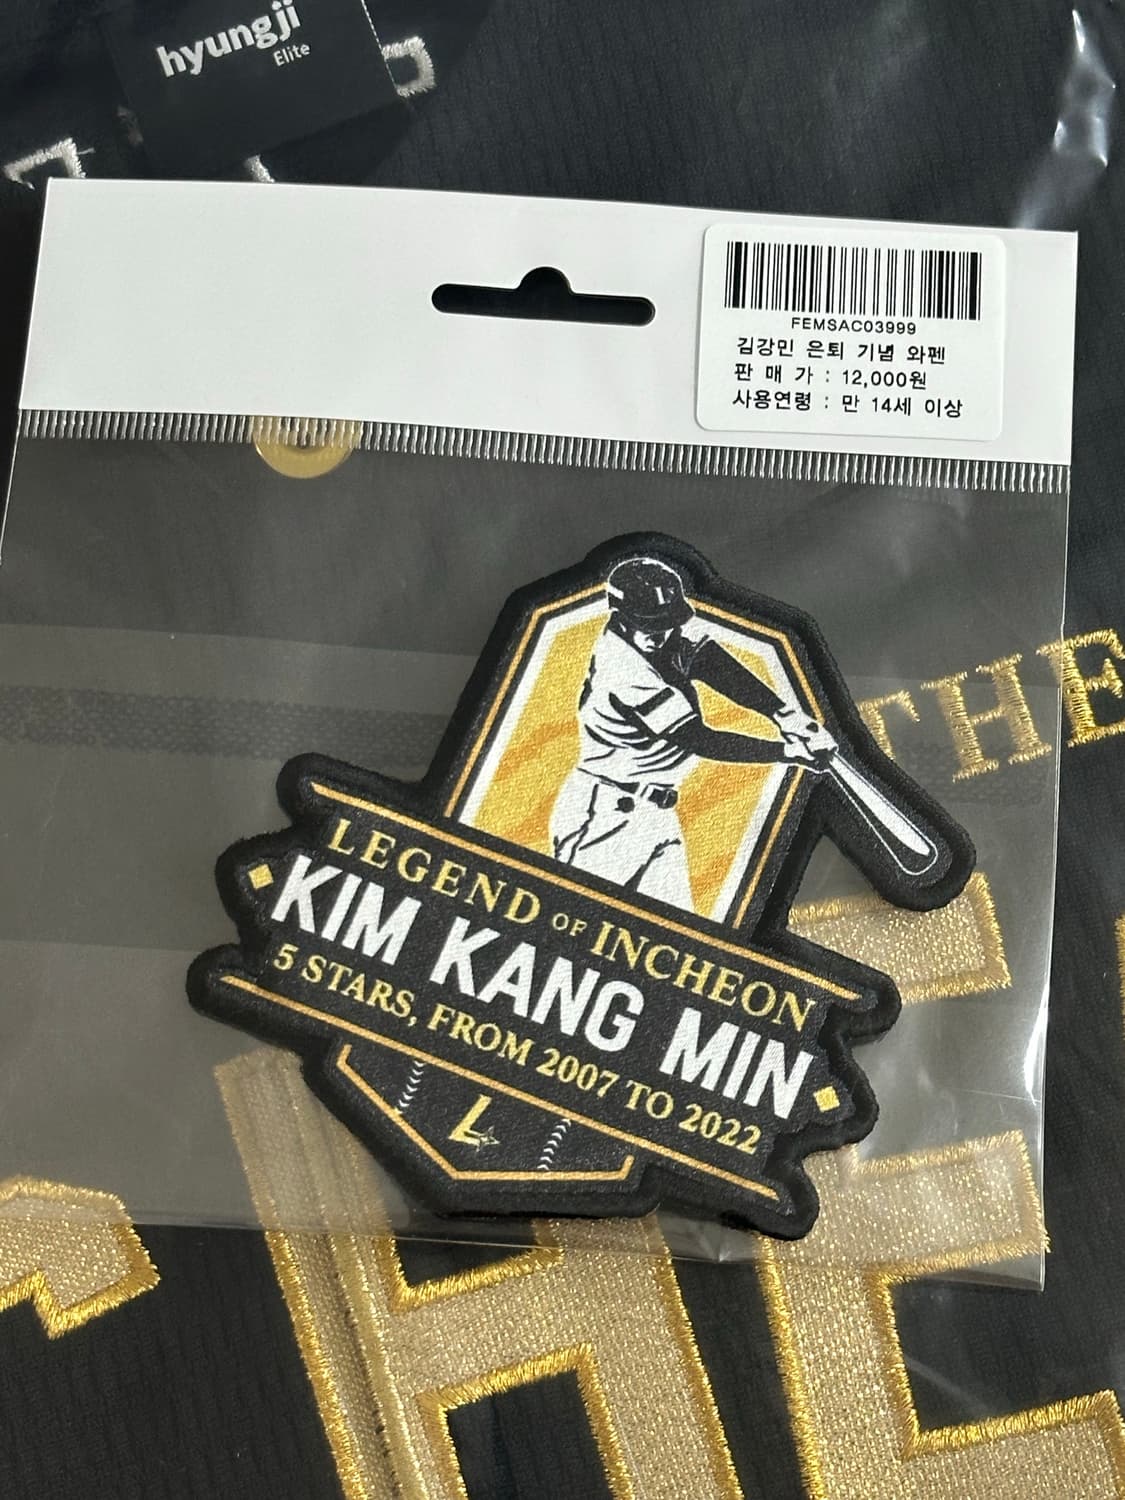 hyungji
Elite
FEMSAC03999
김강민 은퇴 기념 와펜
판 매 가 : 12,000원
사용연령 : 만 14세 이상
THE
LEGEND OF INCHEON
KIM KANG MIN
5 STARS, FROM 2007 TO 2022
L